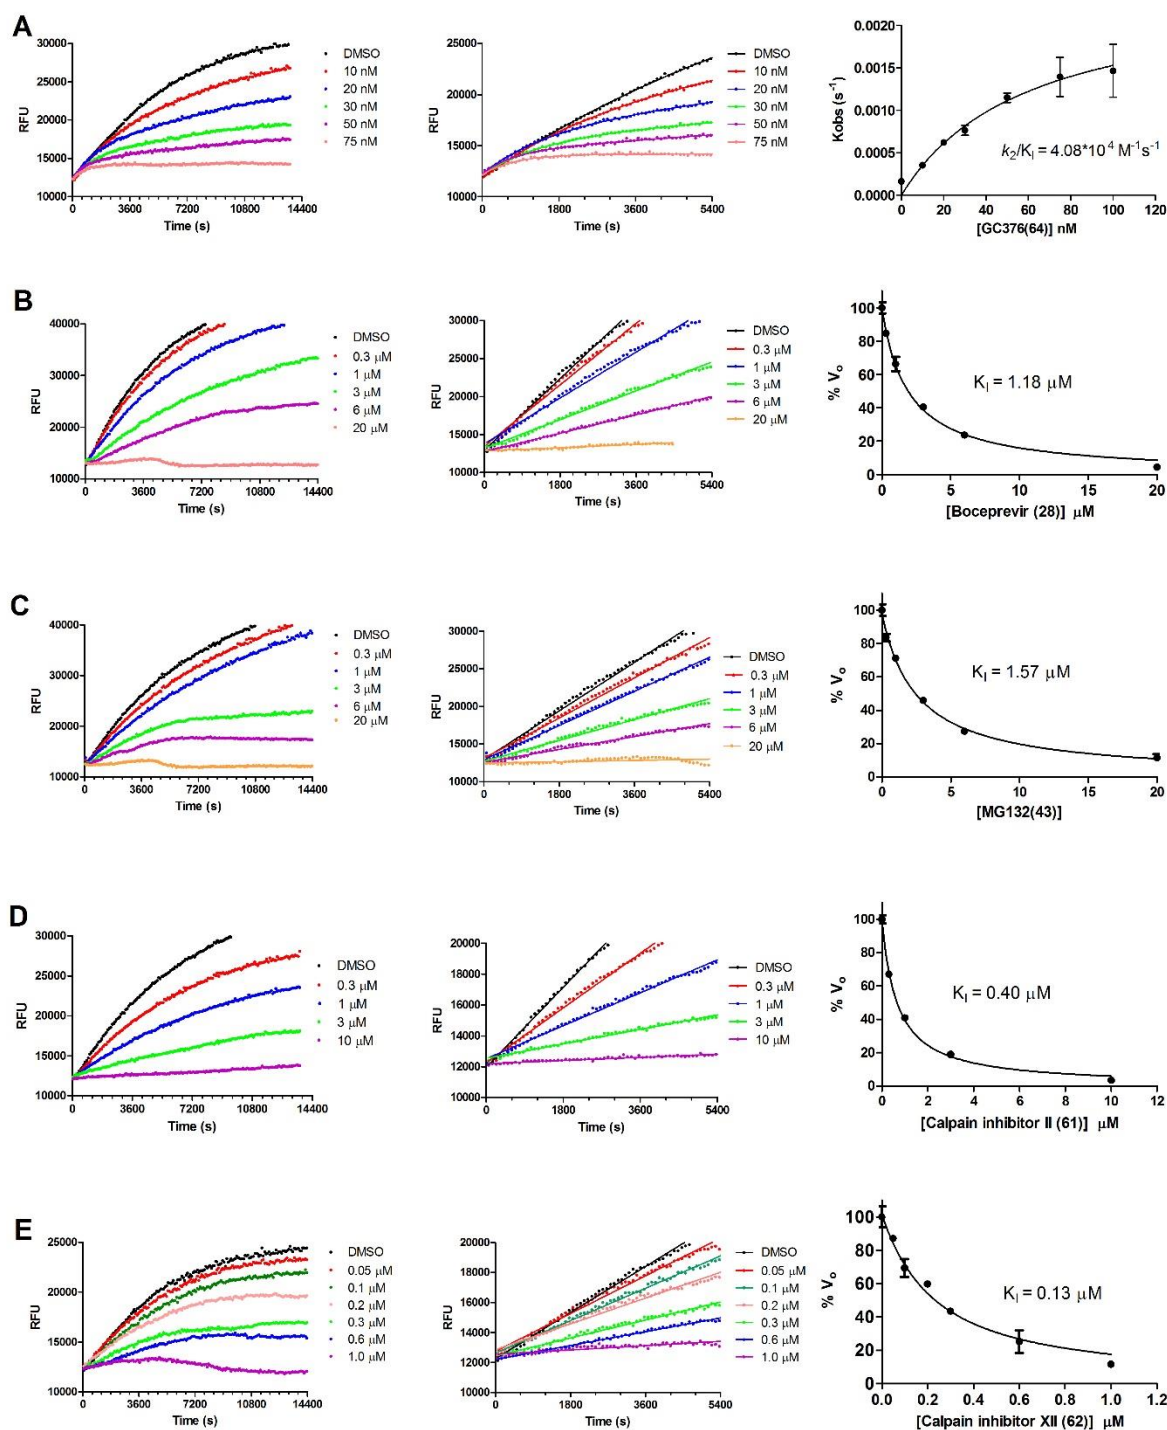 A
30000
25000
20000
15000
10000
RFU
0
3600
7200
10800
14400
Time (s)
DMSO
10 nM
20 nM
30 nM
50 nM
75 nM
25000
20000
15000
10000
RFU
0
1800
3600
5400
Time (s)
DMSO
10 nM
20 nM
30 nM
50 nM
75 nM
0.0020
0.0015
0.0010
0.0005
0.0000
Kobs (s⁻¹)
k₂/Kᵢ = 4.08*10⁴ M⁻¹s⁻¹
0
20
40
60
80
100
120
[GC376(64)] nM
B
40000
30000
20000
10000
RFU
0
3600
7200
10800
14400
Time (s)
DMSO
0.3 μM
1 μM
3 μM
6 μM
20 μM
30000
25000
20000
15000
10000
RFU
0
1800
3600
5400
Time (s)
DMSO
0.3 μM
1 μM
3 μM
6 μM
20 μM
100
80
60
40
20
0
% Vₒ
Kᵢ = 1.18 μM
0
5
10
15
20
[Boceprevir (28)] μM
C
40000
30000
20000
10000
RFU
0
3600
7200
10800
14400
Time (s)
DMSO
0.3 μM
1 μM
3 μM
6 μM
20 μM
30000
25000
20000
15000
10000
RFU
0
1800
3600
5400
Time (s)
DMSO
0.3 μM
1 μM
3 μM
6 μM
20 μM
100
80
60
40
20
0
% Vₒ
Kᵢ = 1.57 μM
0
5
10
15
20
[MG132(43)]
D
30000
25000
20000
15000
10000
RFU
0
3600
7200
10800
14400
Time (s)
DMSO
0.3 μM
1 μM
3 μM
10 μM
20000
18000
16000
14000
12000
10000
RFU
0
1800
3600
5400
Time (s)
DMSO
0.3 μM
1 μM
3 μM
10 μM
100
80
60
40
20
0
% Vₒ
Kᵢ = 0.40 μM
0
2
4
6
8
10
12
[Calpain inhibitor II (61)] μM
E
25000
20000
15000
10000
RFU
0
3600
7200
10800
14400
Time (s)
DMSO
0.05 μM
0.1 μM
0.2 μM
0.3 μM
0.6 μM
1.0 μM
20000
18000
16000
14000
12000
10000
RFU
0
1800
3600
5400
Time (s)
DMSO
0.05 μM
0.1 μM
0.2 μM
0.3 μM
0.6 μM
1.0 μM
100
80
60
40
20
0
% Vₒ
Kᵢ = 0.13 μM
0.0
0.2
0.4
0.6
0.8
1.0
1.2
[Calpain inhibitor XII (62)] μM